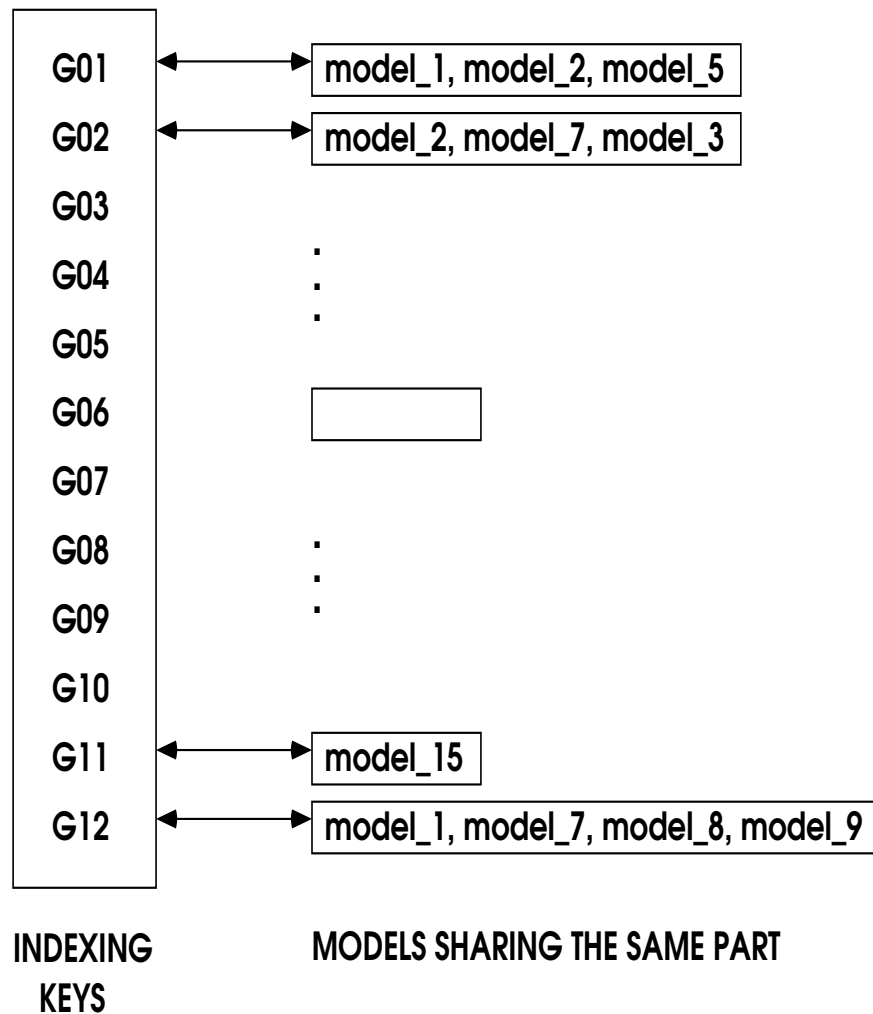 G01 model_1, model_2, model_5
G02 model_2, model_7, model_3
G03
.
G04 .
.
G05
G06
G07
G08 .
.
G09 .
G10
G11 model_15
G12 model_1, model_7, model_8, model_9
INDEXING KEYS
MODELS SHARING THE SAME PART